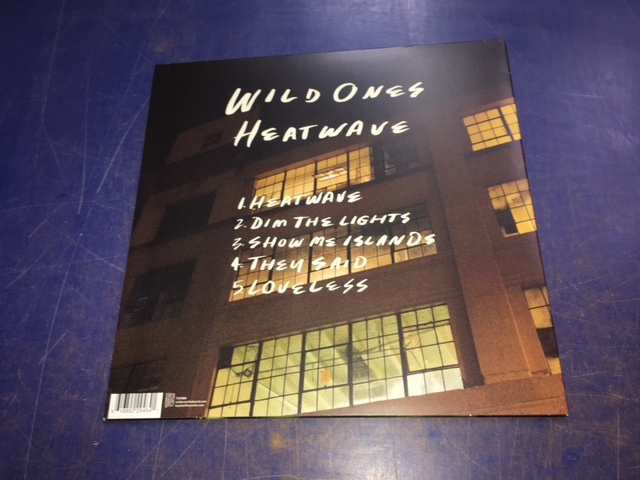 WILD ONES
HEATWAVE
1. HEATWAVE
2. DIM THE LIGHTS
3. SHOW ME ISLANDS
4. THEY SAID
5. LOVELESS